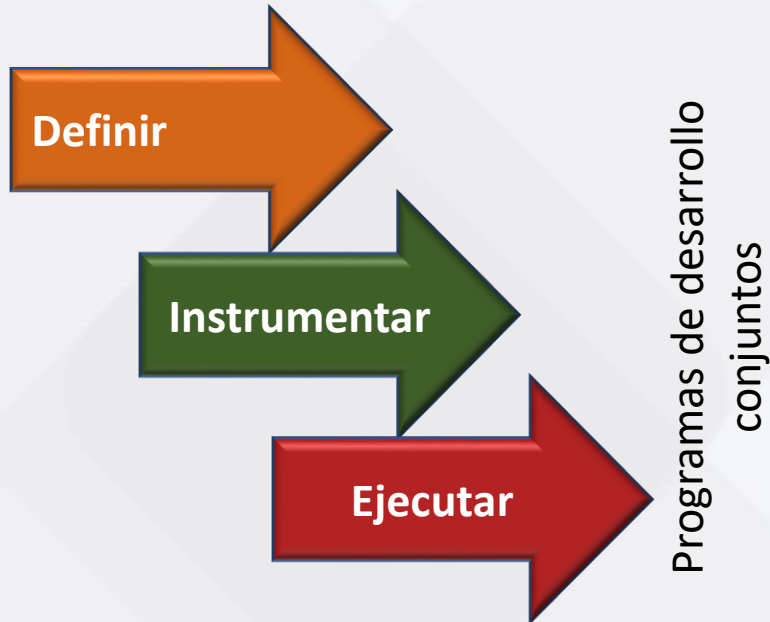 Definir
Instrumentar
Ejecutar
Programas de desarrollo
conjuntos